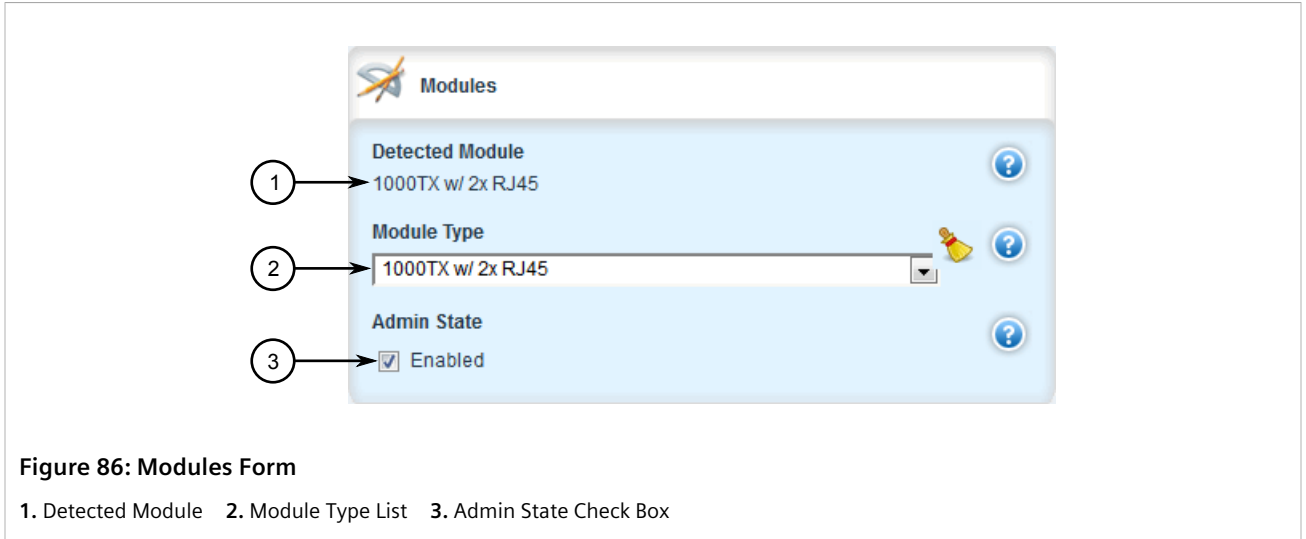 Modules
Detected Module
1
1000TX w/ 2x RJ45
Module Type
2
1000TX w/ 2x RJ45
Admin State
3
Enabled
Figure 86: Modules Form
1. Detected Module 2. Module Type List 3. Admin State Check Box